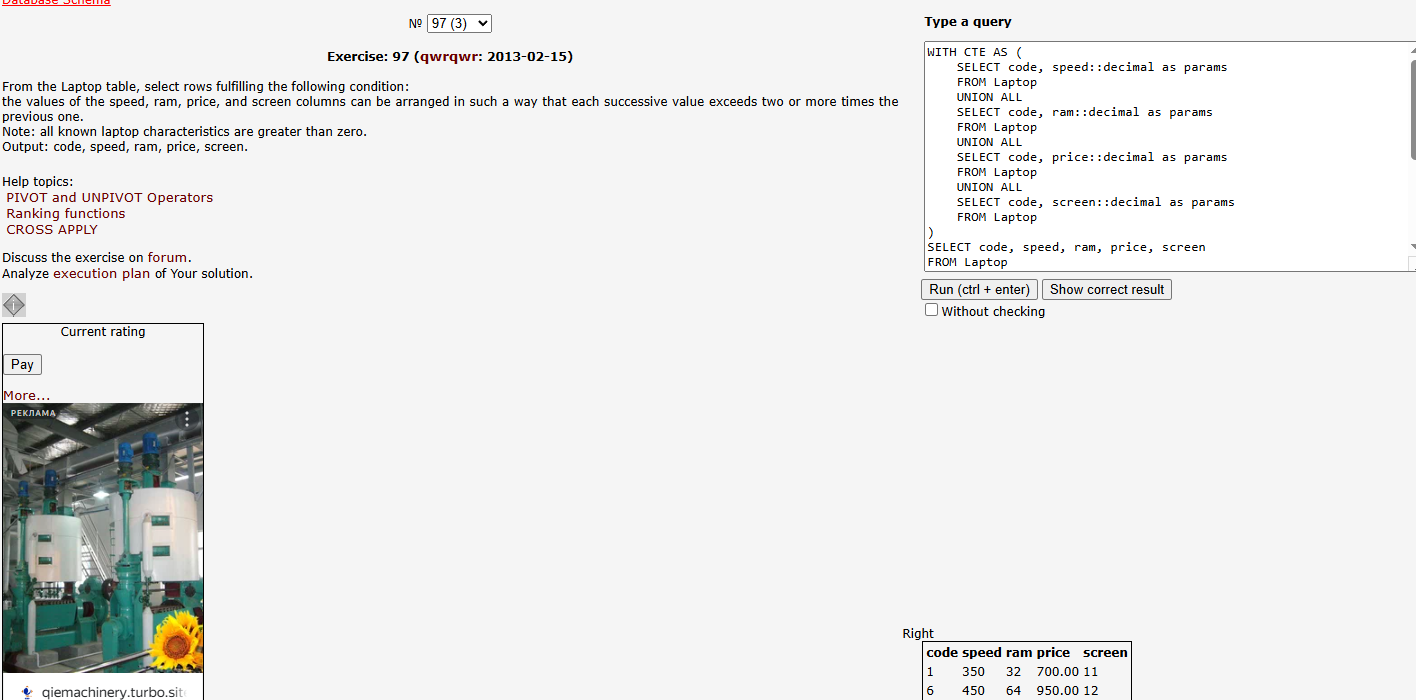 Database Schema
№ 97 (3)
Exercise: 97 (qwrqwr: 2013-02-15)
From the Laptop table, select rows fulfilling the following condition:
the values of the speed, ram, price, and screen columns can be arranged in such a way that each successive value exceeds two or more times the
previous one.
Note: all known laptop characteristics are greater than zero.
Output: code, speed, ram, price, screen.
Help topics:
PIVOT and UNPIVOT Operators
Ranking functions
CROSS APPLY
Discuss the exercise on forum.
Analyze execution plan of Your solution.
Current rating
Pay
More...
РЕКЛАМА
qiemachinery.turbo.sit
Type a query
WITH CTE AS (
    SELECT code, speed::decimal as params
    FROM Laptop
    UNION ALL
    SELECT code, ram::decimal as params
    FROM Laptop
    UNION ALL
    SELECT code, price::decimal as params
    FROM Laptop
    UNION ALL
    SELECT code, screen::decimal as params
    FROM Laptop
)
SELECT code, speed, ram, price, screen
FROM Laptop
Run (ctrl + enter) Show correct result
Without checking
Right
code speed ram price screen
1 350 32 700.00 11
6 450 64 950.00 12